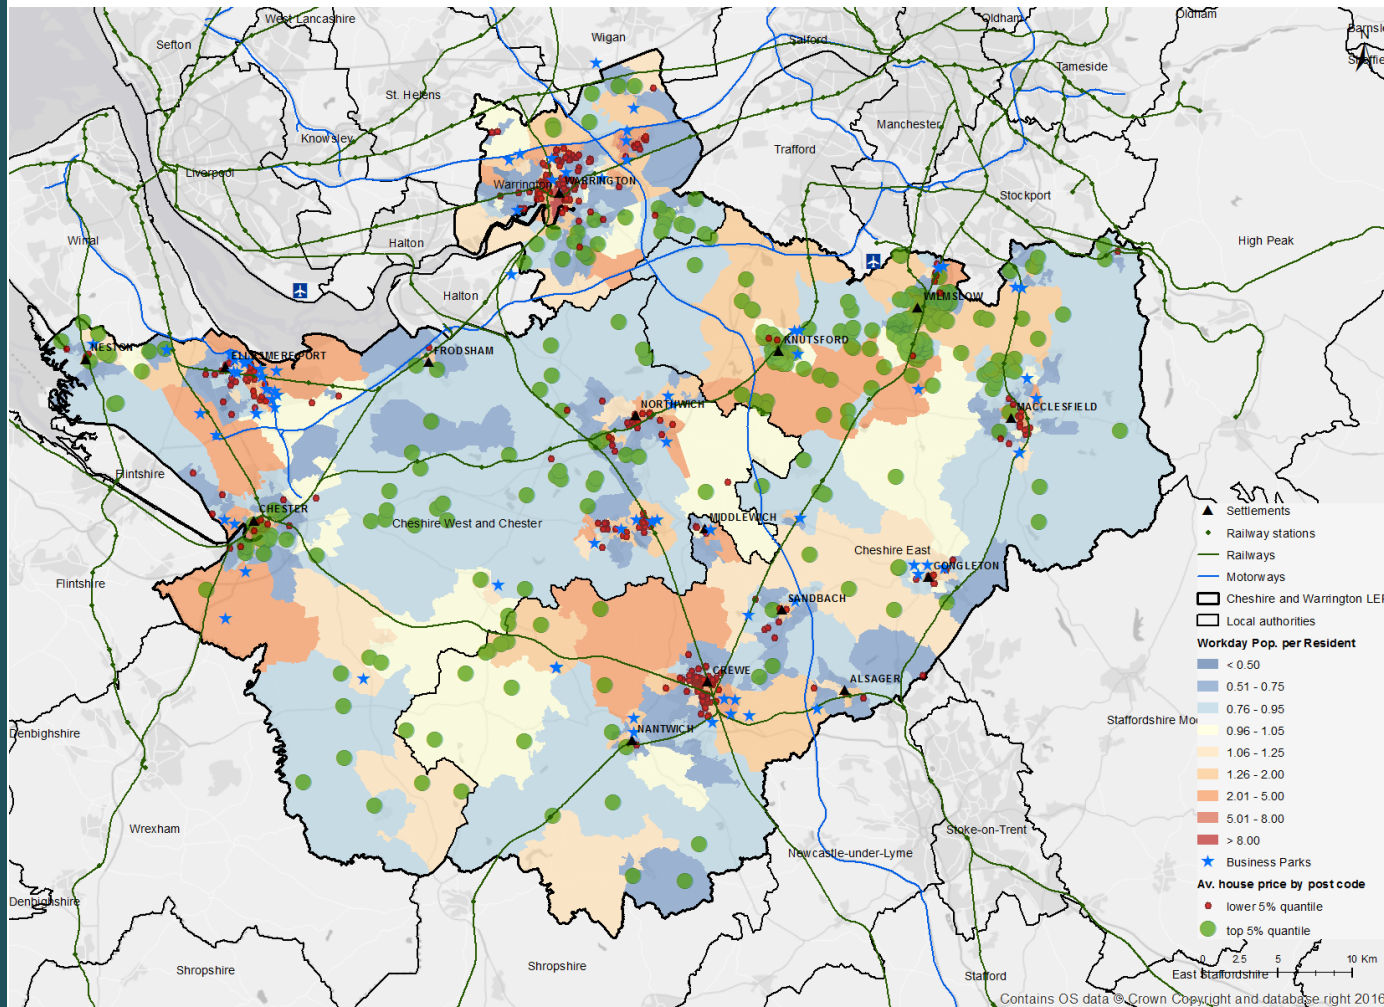 West Lancashire
Oldham
Oldham
Sefton
Wigan
Salford
N
Tameside
St. Helens
Manchester
Knowsley
Trafford
Liverpool
Warrington
WARRINGTON
Stockport
Wirral
Halton
High Peak
Halton
WILMSLOW
NESTON
ELLESMERE PORT
FRODSHAM
KNUTSFORD
NORTHWICH
MACCLESFIELD
Flintshire
CHESTER
Cheshire West and Chester
MIDDLEWICH
Cheshire East
CONGLETON
Flintshire
SANDBACH
CREWE
ALSAGER
NANTWICH
Denbighshire
Staffordshire Moo
Wrexham
Stoke-on-Trent
Newcastle-under-Lyme
Denbighshire
Shropshire
Shropshire
Stafford
East Staffordshire
Settlements
Railway stations
Railways
Motorways
Cheshire and Warrington LEP
Local authorities
Workday Pop. per Resident
< 0.50
0.51 - 0.75
0.76 - 0.95
0.96 - 1.05
1.06 - 1.25
1.26 - 2.00
2.01 - 5.00
5.01 - 8.00
> 8.00
Business Parks
Av. house price by post code
lower 5% quantile
top 5% quantile
0 2.5 5 10 Km
Contains OS data © Crown Copyright and database right 2016